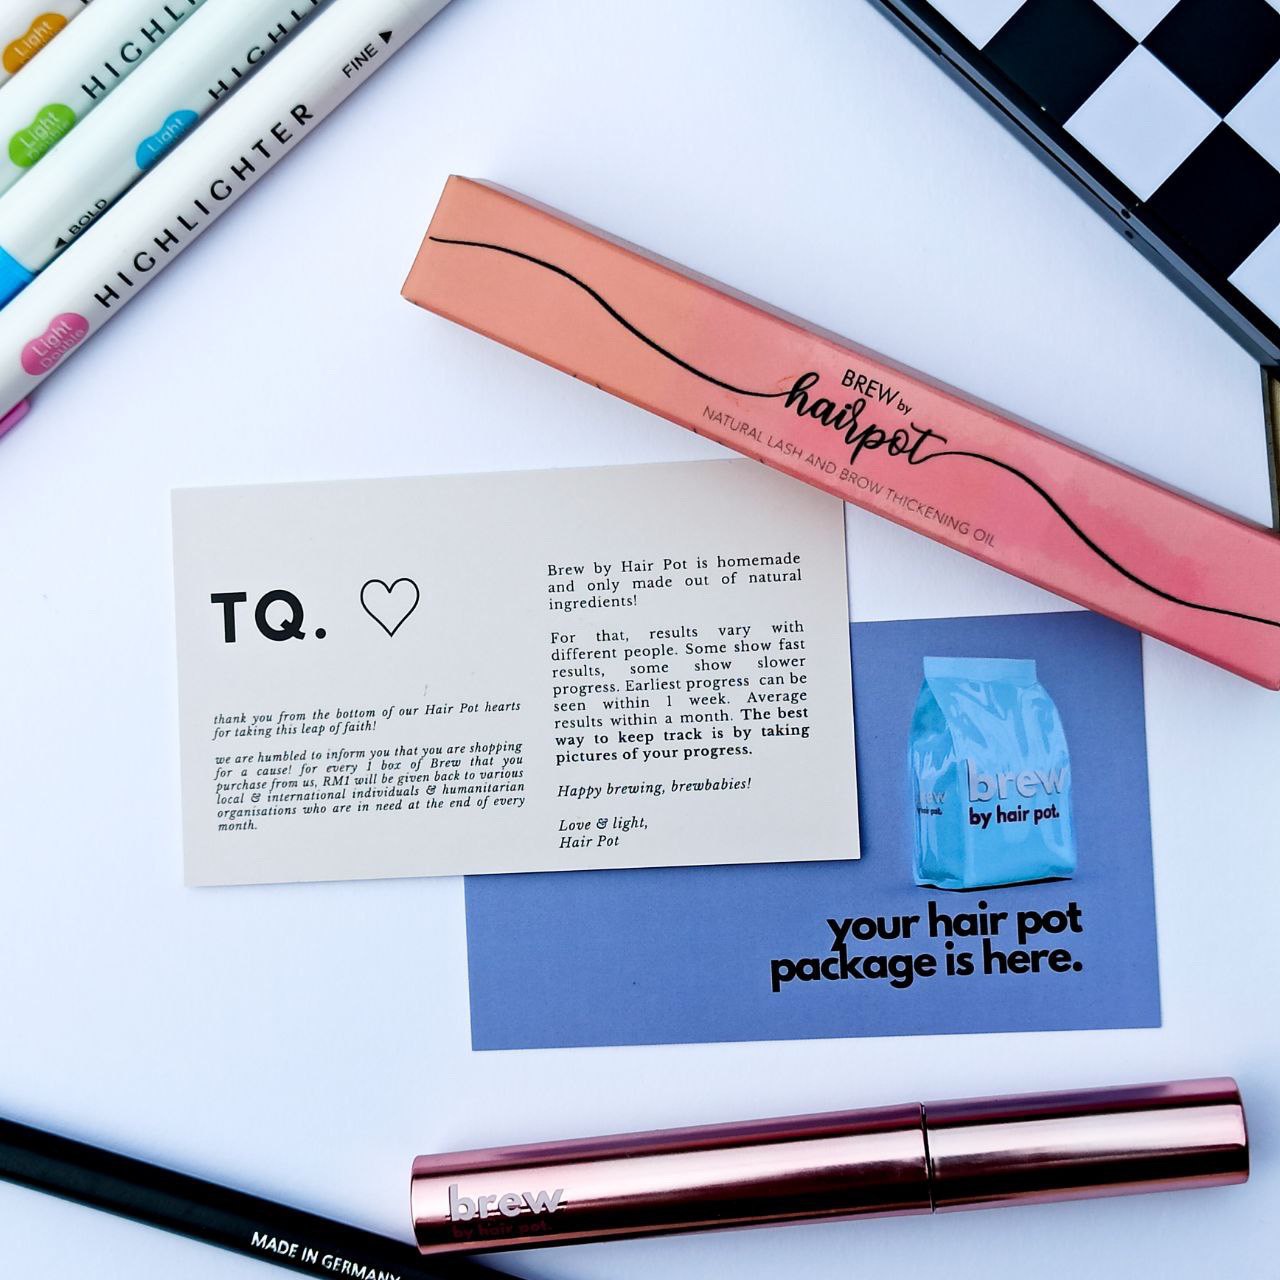 Light
HIGHL
Light
Double
HIGHL
Light
BOLD
HIGHLIGHTER
FINE
Light
Double
BREW by
hairpot
NATURAL LASH AND BROW THICKENING OIL
TQ.
thank you from the bottom of our Hair Pot hearts
for taking this leap of faith!
we are humbled to inform you that you are shopping
for a cause! for every 1 box of Brew that you
purchase from us, RM1 will be given back to various
local & international individuals & humanitarian
organisations who are in need at the end of every
month.
Brew by Hair Pot is homemade
and only made out of natural
ingredients!
For that, results vary with
different people. Some show fast
results, some show slower
progress. Earliest progress can be
seen within 1 week. Average
results within a month. The best
way to keep track is by taking
pictures of your progress.
Happy brewing, brewbabies!
Love & light,
Hair Pot
brew
by hair pot.
your hair pot
package is here.
brew
by hair pot.
MADE IN GERMANY